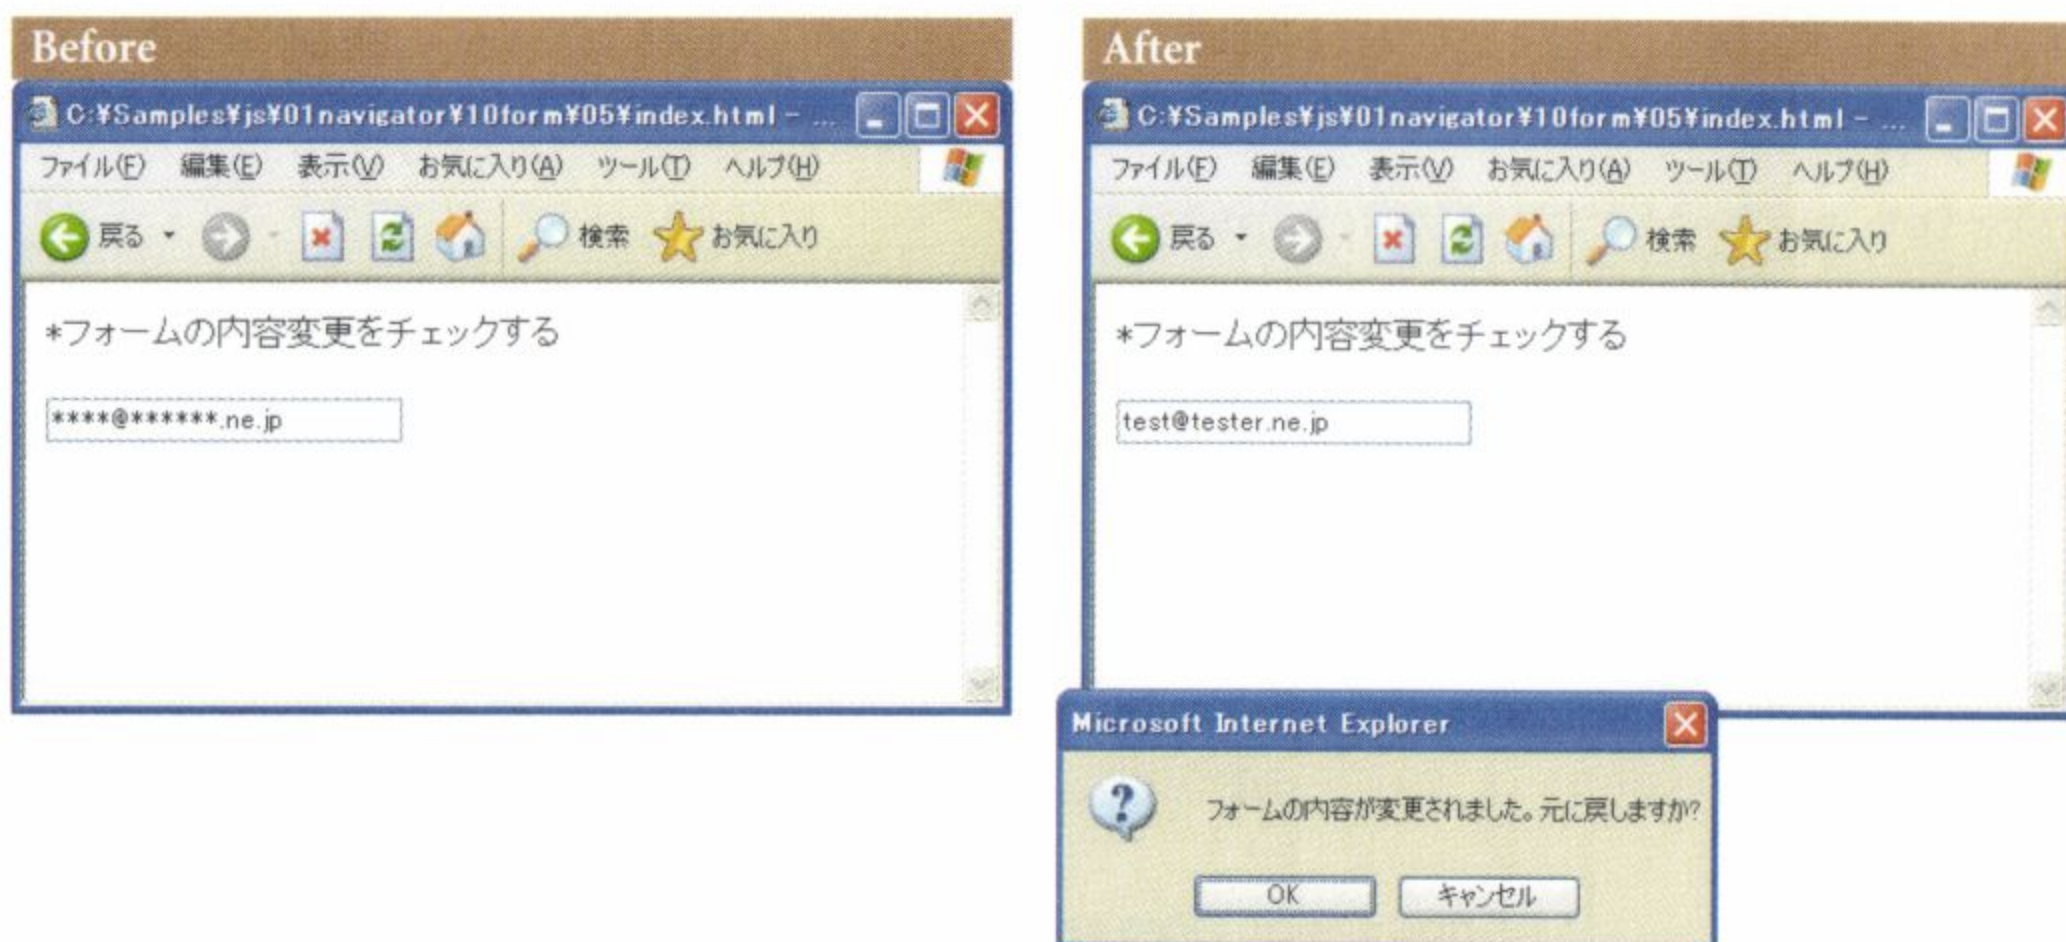 Before
C:¥Samples¥js¥01navigator¥10form¥05¥index.html - ...
ファイル(F) 編集(E) 表示(V) お気に入り(A) ツール(T) ヘルプ(H)
戻る 検索 お気に入り
*フォームの内容変更をチェックする
****@******.ne.jp
After
C:¥Samples¥js¥01navigator¥10form¥05¥index.html - ...
ファイル(F) 編集(E) 表示(V) お気に入り(A) ツール(T) ヘルプ(H)
戻る 検索 お気に入り
*フォームの内容変更をチェックする
test@tester.ne.jp
Microsoft Internet Explorer
?
フォームの内容が変更されました。元に戻しますか?
OK キャンセル